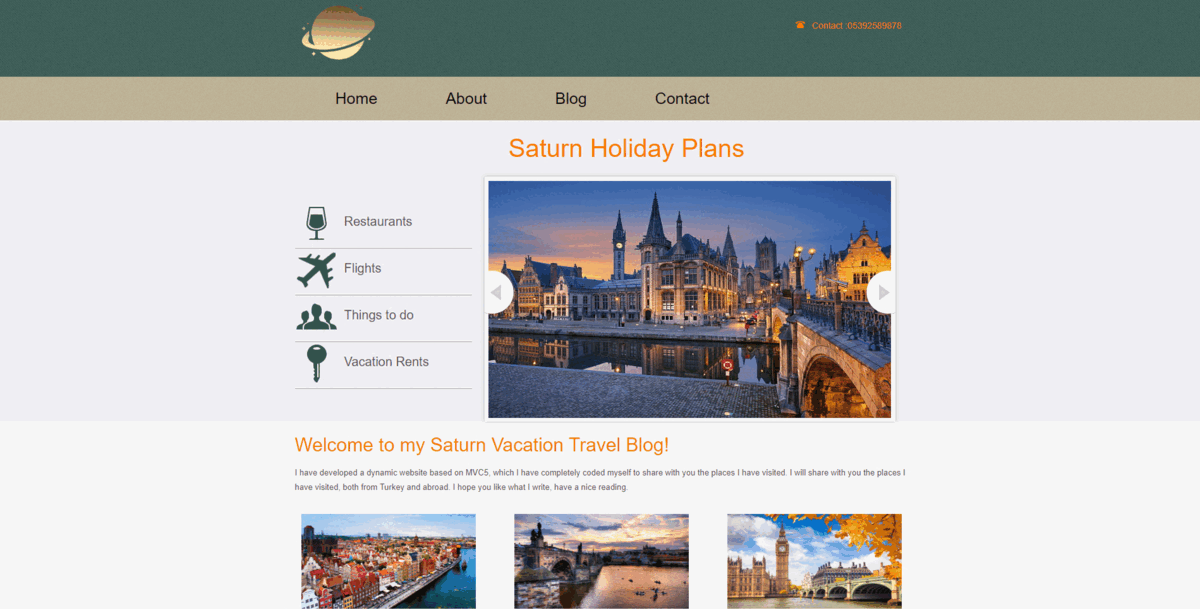 Contact :05392589878
Home About Blog Contact
Saturn Holiday Plans
Restaurants
Flights
Things to do
Vacation Rents
Welcome to my Saturn Vacation Travel Blog!
I have developed a dynamic website based on MVC5, which I have completely coded myself to share with you the places I have visited. I will share with you the places I
have visited, both from Turkey and abroad. I hope you like what I write, have a nice reading.